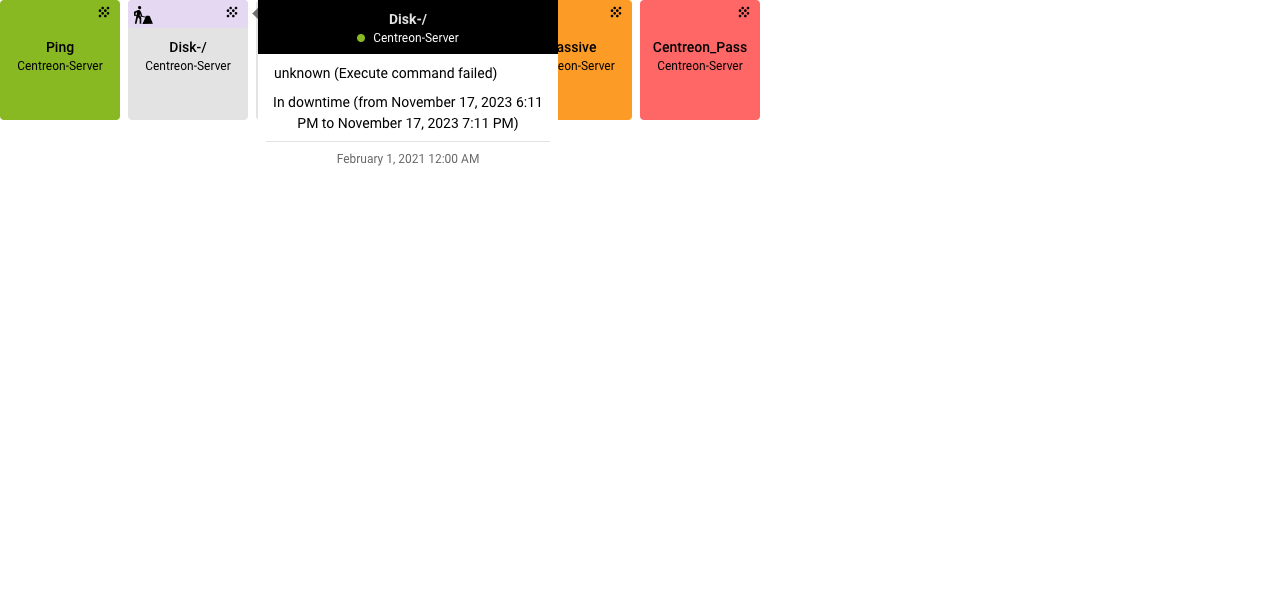 Ping
Centreon-Server
Disk-/
Centreon-Server
Disk-/
Centreon-Server
unknown (Execute command failed)
In downtime (from November 17, 2023 6:11
PM to November 17, 2023 7:11 PM)
February 1, 2021 12:00 AM
assive
eon-Server
Centreon_Pass
Centreon-Server